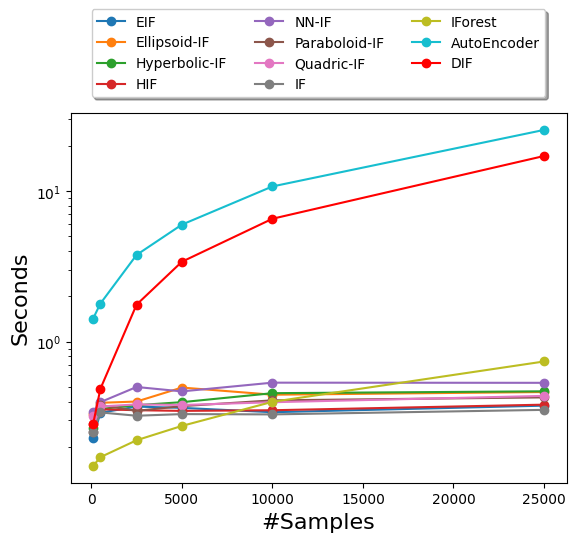 EIF
Ellipsoid-IF
Hyperbolic-IF
HIF
NN-IF
Paraboloid-IF
Quadric-IF
IF
IForest
AutoEncoder
DIF
10¹
10⁰
Seconds
0 5000 10000 15000 20000 25000
#Samples